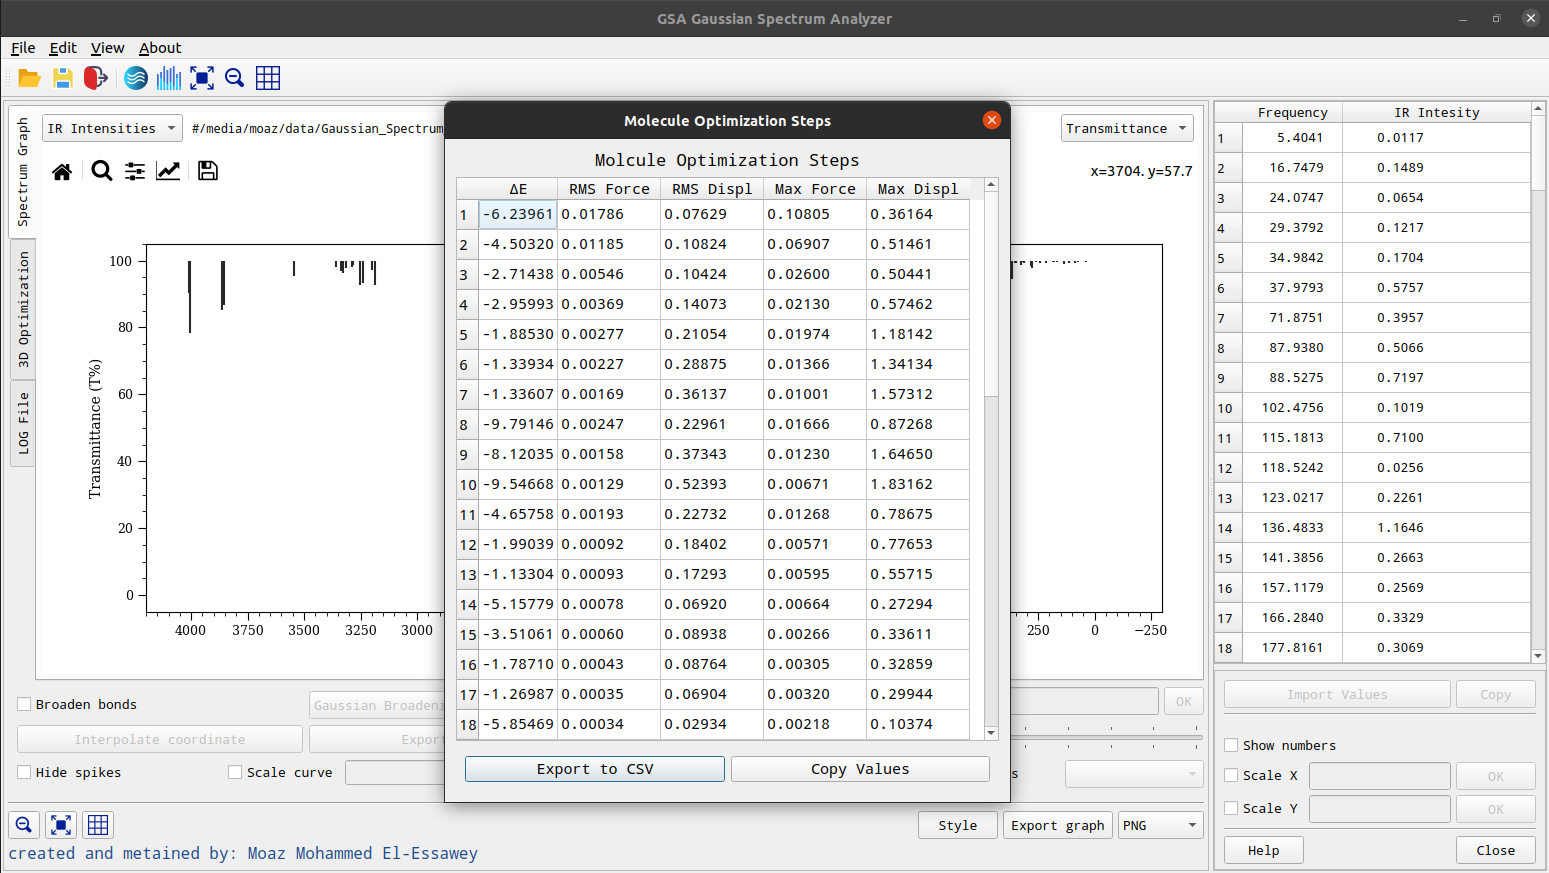 GSA Gaussian Spectrum Analyzer
File Edit View About
Spectrum Graph
3D Optimization
LOG File
IR Intensities
#/media/moaz/data/Gaussian_Spectrum
Transmittance
x=3704. y=57.7
Transmittance (T%)
100
80
60
40
20
0
4000 3750 3500 3250 3000
250 0 −250
Molecule Optimization Steps
Molcule Optimization Steps
ΔE RMS Force RMS Displ Max Force Max Displ
1 -6.23961 0.01786 0.07629 0.10805 0.36164
2 -4.50320 0.01185 0.10824 0.06907 0.51461
3 -2.71438 0.00546 0.10424 0.02600 0.50441
4 -2.95993 0.00369 0.14073 0.02130 0.57462
5 -1.88530 0.00277 0.21054 0.01974 1.18142
6 -1.33934 0.00227 0.28875 0.01366 1.34134
7 -1.33607 0.00169 0.36137 0.01001 1.57312
8 -9.79146 0.00247 0.22961 0.01666 0.87268
9 -8.12035 0.00158 0.37343 0.01230 1.64650
10 -9.54668 0.00129 0.52393 0.00671 1.83162
11 -4.65758 0.00193 0.22732 0.01268 0.78675
12 -1.99039 0.00092 0.18402 0.00571 0.77653
13 -1.13304 0.00093 0.17293 0.00595 0.55715
14 -5.15779 0.00078 0.06920 0.00664 0.27294
15 -3.51061 0.00060 0.08938 0.00266 0.33611
16 -1.78710 0.00043 0.08764 0.00305 0.32859
17 -1.26987 0.00035 0.06904 0.00320 0.29944
18 -5.85469 0.00034 0.02934 0.00218 0.10374
Export to CSV Copy Values
Frequency IR Intesity
1 5.4041 0.0117
2 16.7479 0.1489
3 24.0747 0.0654
4 29.3792 0.1217
5 34.9842 0.1704
6 37.9793 0.5757
7 71.8751 0.3957
8 87.9380 0.5066
9 88.5275 0.7197
10 102.4756 0.1019
11 115.1813 0.7100
12 118.5242 0.0256
13 123.0217 0.2261
14 136.4833 1.1646
15 141.3856 0.2663
16 157.1179 0.2569
17 166.2840 0.3329
18 177.8161 0.3069
Broaden bonds Gaussian Broadeni OK
Interpolate coordinate Expor
Hide spikes Scale curve s
Import Values Copy
Show numbers
Scale X OK
Scale Y OK
Style Export graph PNG
Help Close
created and metained by: Moaz Mohammed El-Essawey